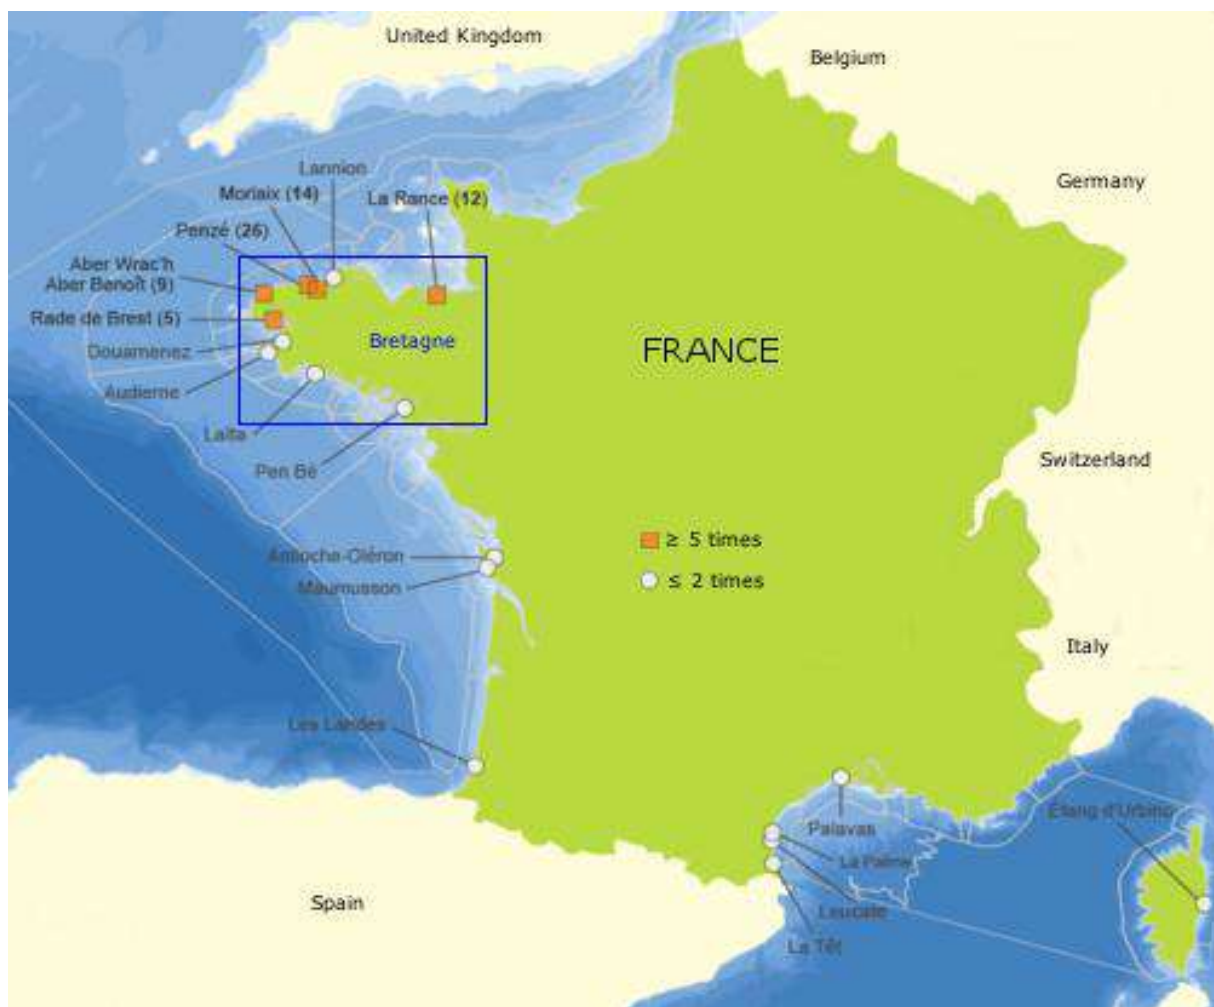 United Kingdom
Belgium
Lannion
Morlaix (14)
La Rance (12)
Germany
Penzé (26)
Aber Wrac'h
Aber Benoît (9)
Rade de Brest (5)
Bretagne
FRANCE
Douarnenez
Audierne
Laïta
Switzerland
Pen Bé
≥ 5 times
Antioche-Oléron
≤ 2 times
Maumusson
Italy
Les Landes
Étang d'Urbino
Palavas
La Palme
Spain
Leucate
La Têt